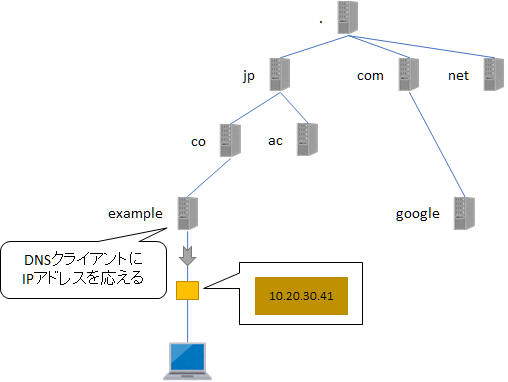 .
jp
com
net
co
ac
example
google
DNSクライアントに
IPアドレスを応える
10.20.30.41